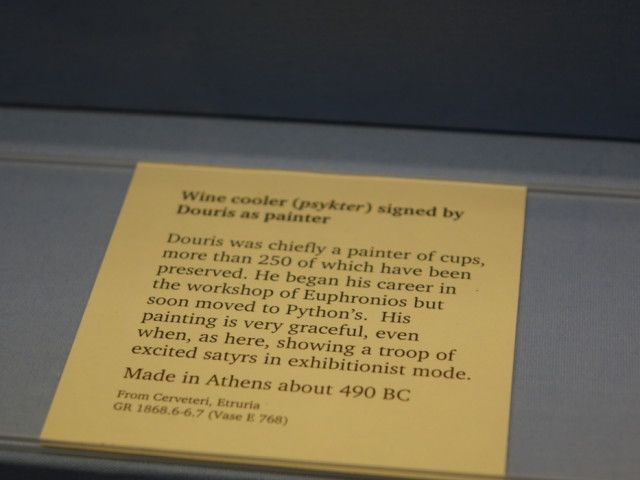 Wine cooler (psykter) signed by
Douris as painter
Douris was chiefly a painter of cups,
more than 250 of which have been
preserved. He began his career in
the workshop of Euphronios but
soon moved to Python's. His
painting is very graceful, even
when, as here, showing a troop of
excited satyrs in exhibitionist mode.
Made in Athens about 490 BC
From Cerveteri, Etruria
GR 1868.6-6.7 (Vase E 768)